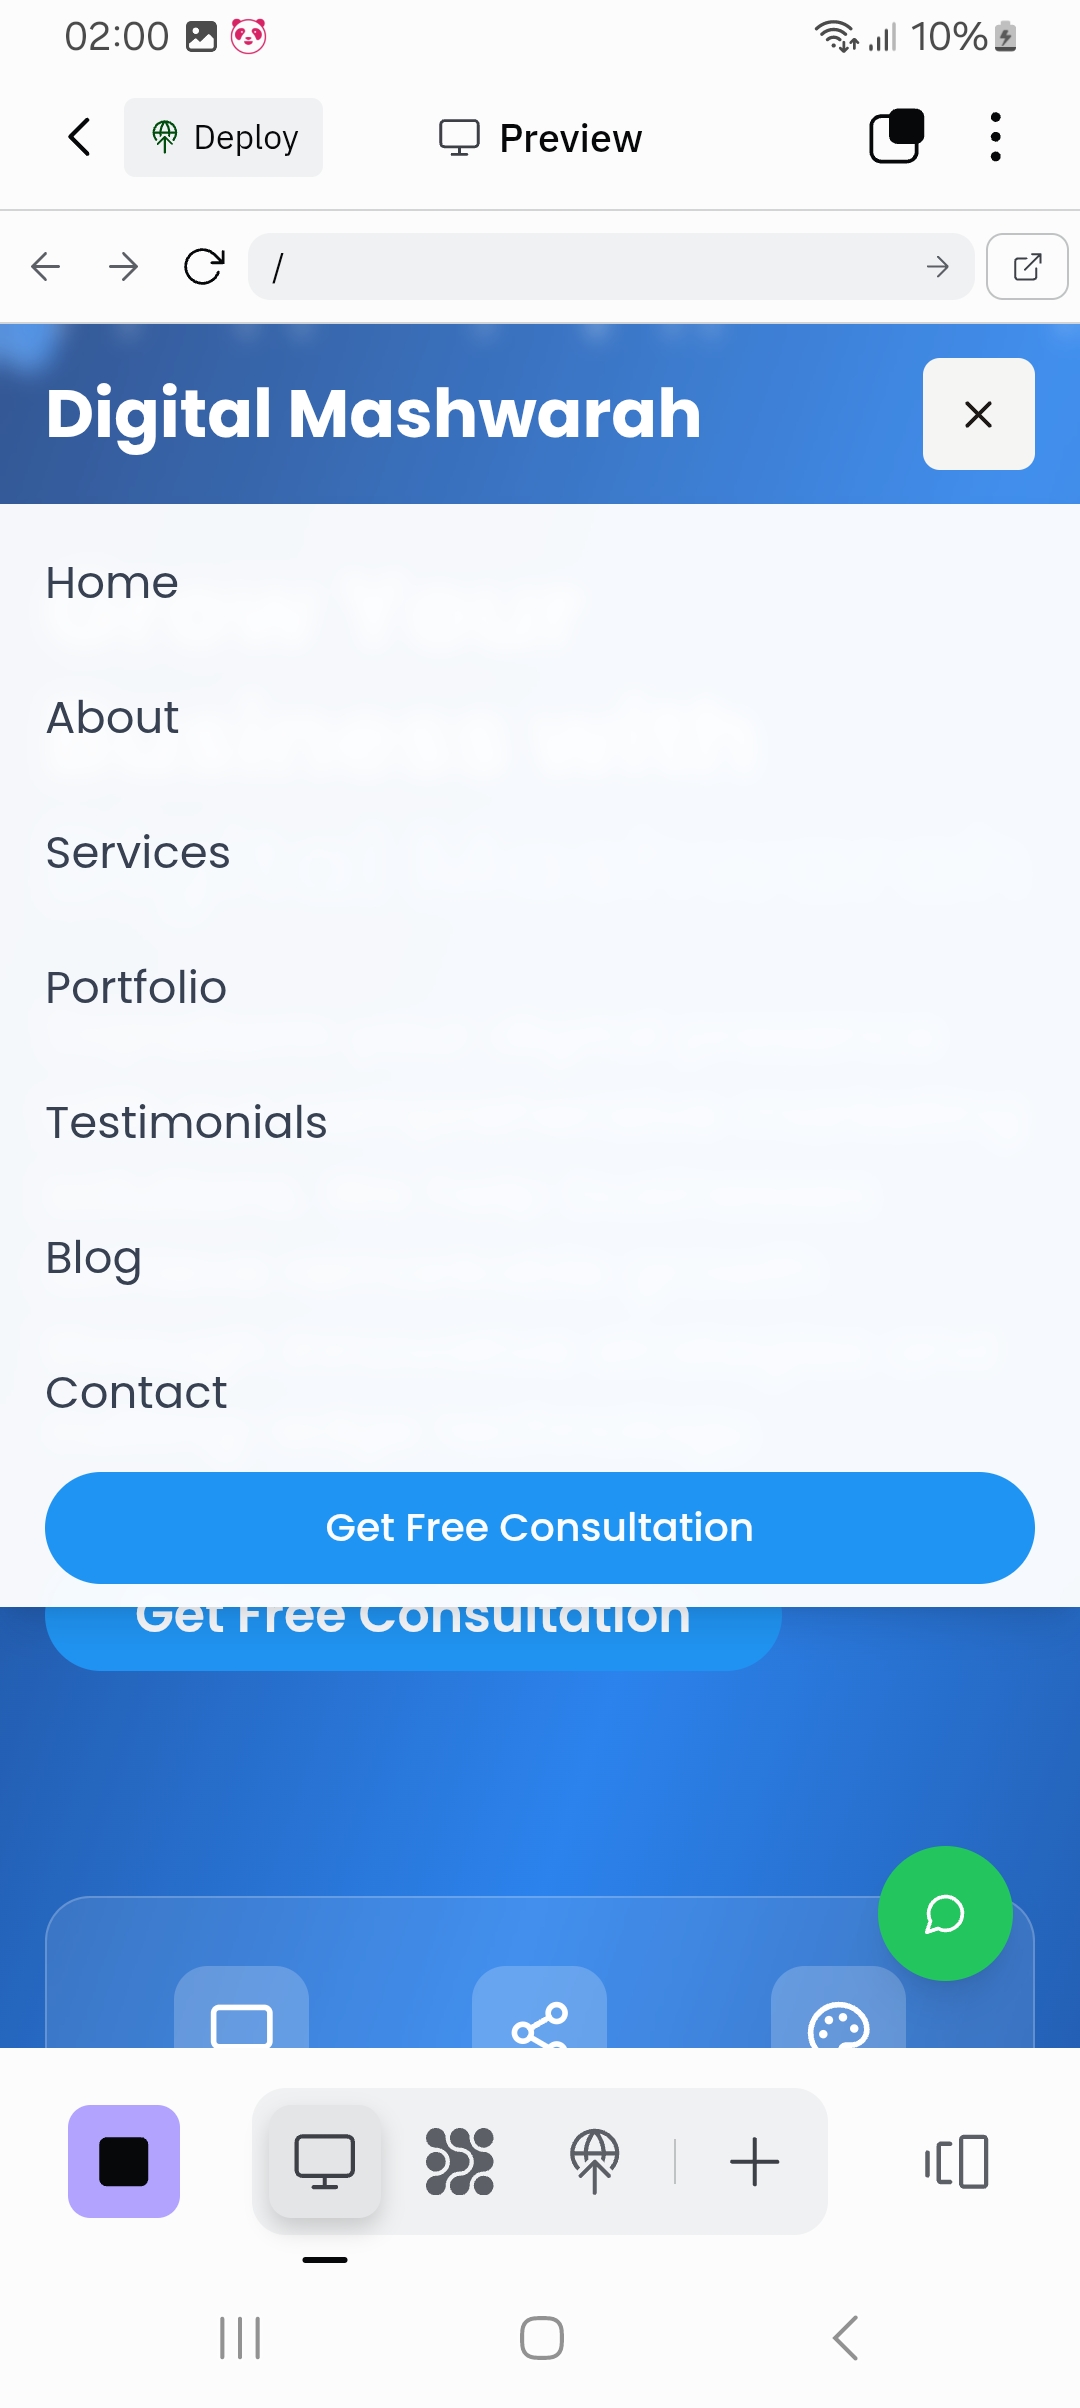 02:00
10%
Deploy
Preview
/
Digital Mashwarah
Home
About
Services
Portfolio
Testimonials
Blog
Contact
Get Free Consultation
Get Free Consultation